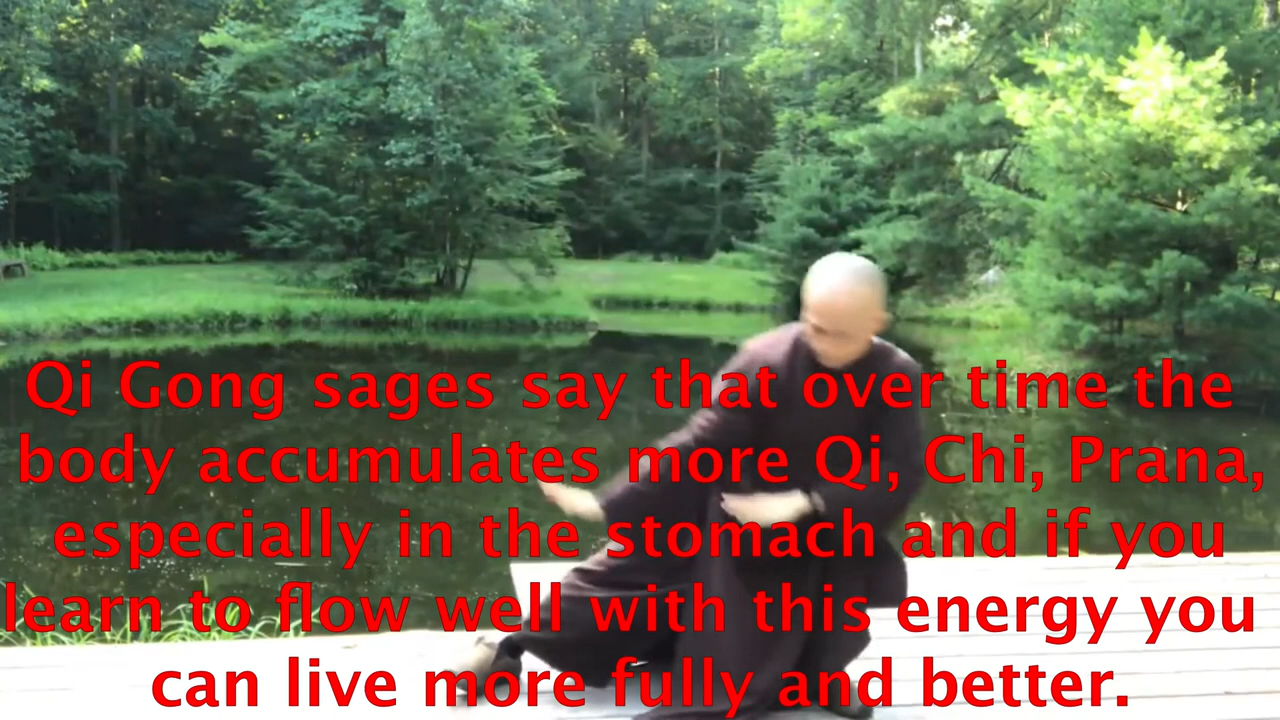 Qi Gong sages say that over time the
body accumulates more Qi, Chi, Prana,
especially in the stomach and if you
learn to flow well with this energy you
can live more fully and better.